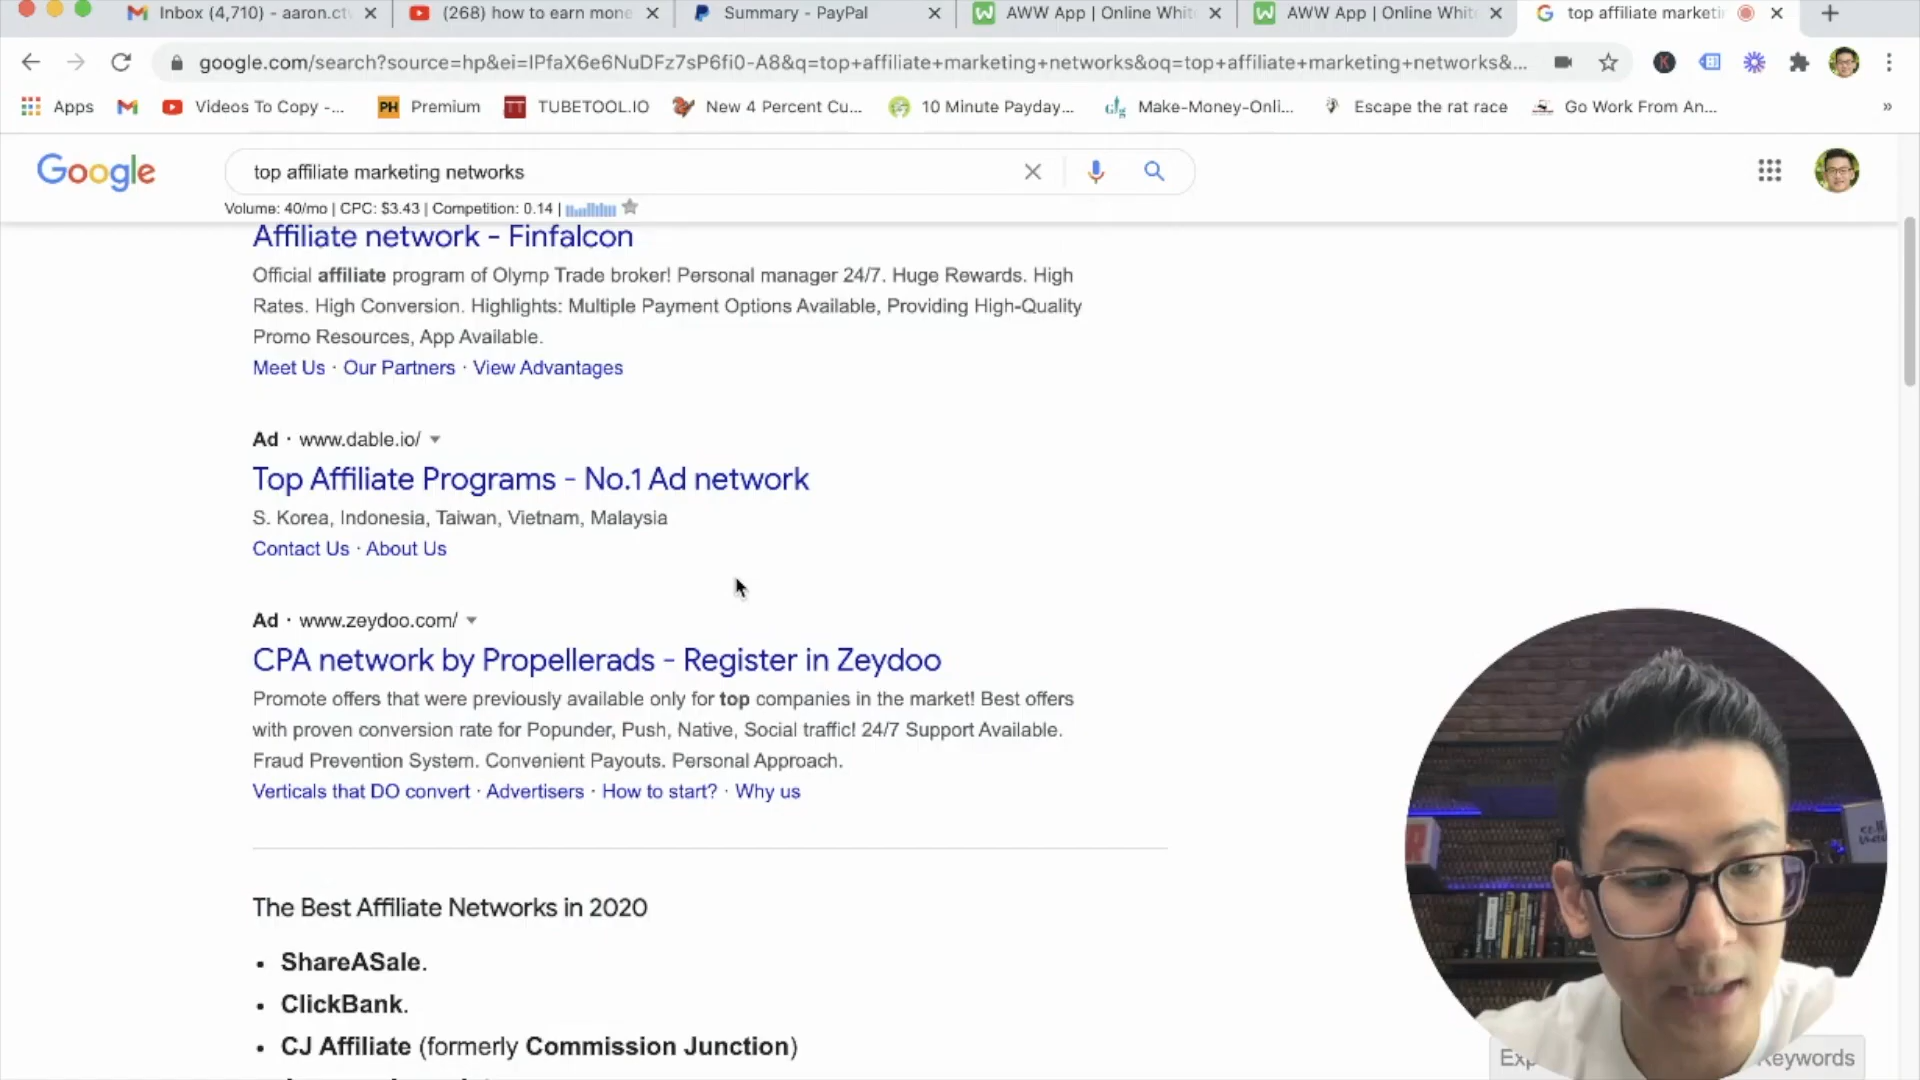 Inbox (4,710) - aaron.ct
(268) how to earn mone
Summary - PayPal
AWW App | Online Whit
AWW App | Online Whit
top affiliate marketi
google.com/search?source=hp&ei=IPfaX6e6NuDFz7sP6fi0-A8&q=top+affiliate+marketing+networks&oq=top+affiliate+marketing+networks&...
Apps
Videos To Copy -...
PH Premium
TT TUBETOOL.IO
New 4 Percent Cu...
10 Minute Payday...
Make-Money-Onli...
Escape the rat race
Go Work From An...
Google
top affiliate marketing networks
Volume: 40/mo | CPC: $3.43 | Competition: 0.14 |
Affiliate network - Finfalcon
Official affiliate program of Olymp Trade broker! Personal manager 24/7. Huge Rewards. High
Rates. High Conversion. Highlights: Multiple Payment Options Available, Providing High-Quality
Promo Resources, App Available.
Meet Us · Our Partners · View Advantages
Ad · www.dable.io/
Top Affiliate Programs - No.1 Ad network
S. Korea, Indonesia, Taiwan, Vietnam, Malaysia
Contact Us · About Us
Ad · www.zeydoo.com/
CPA network by Propellerads - Register in Zeydoo
Promote offers that were previously available only for top companies in the market! Best offers
with proven conversion rate for Popunder, Push, Native, Social traffic! 24/7 Support Available.
Fraud Prevention System. Convenient Payouts. Personal Approach.
Verticals that DO convert · Advertisers · How to start? · Why us
The Best Affiliate Networks in 2020
• ShareASale.
• ClickBank.
• CJ Affiliate (formerly Commission Junction)
Exp Keywords